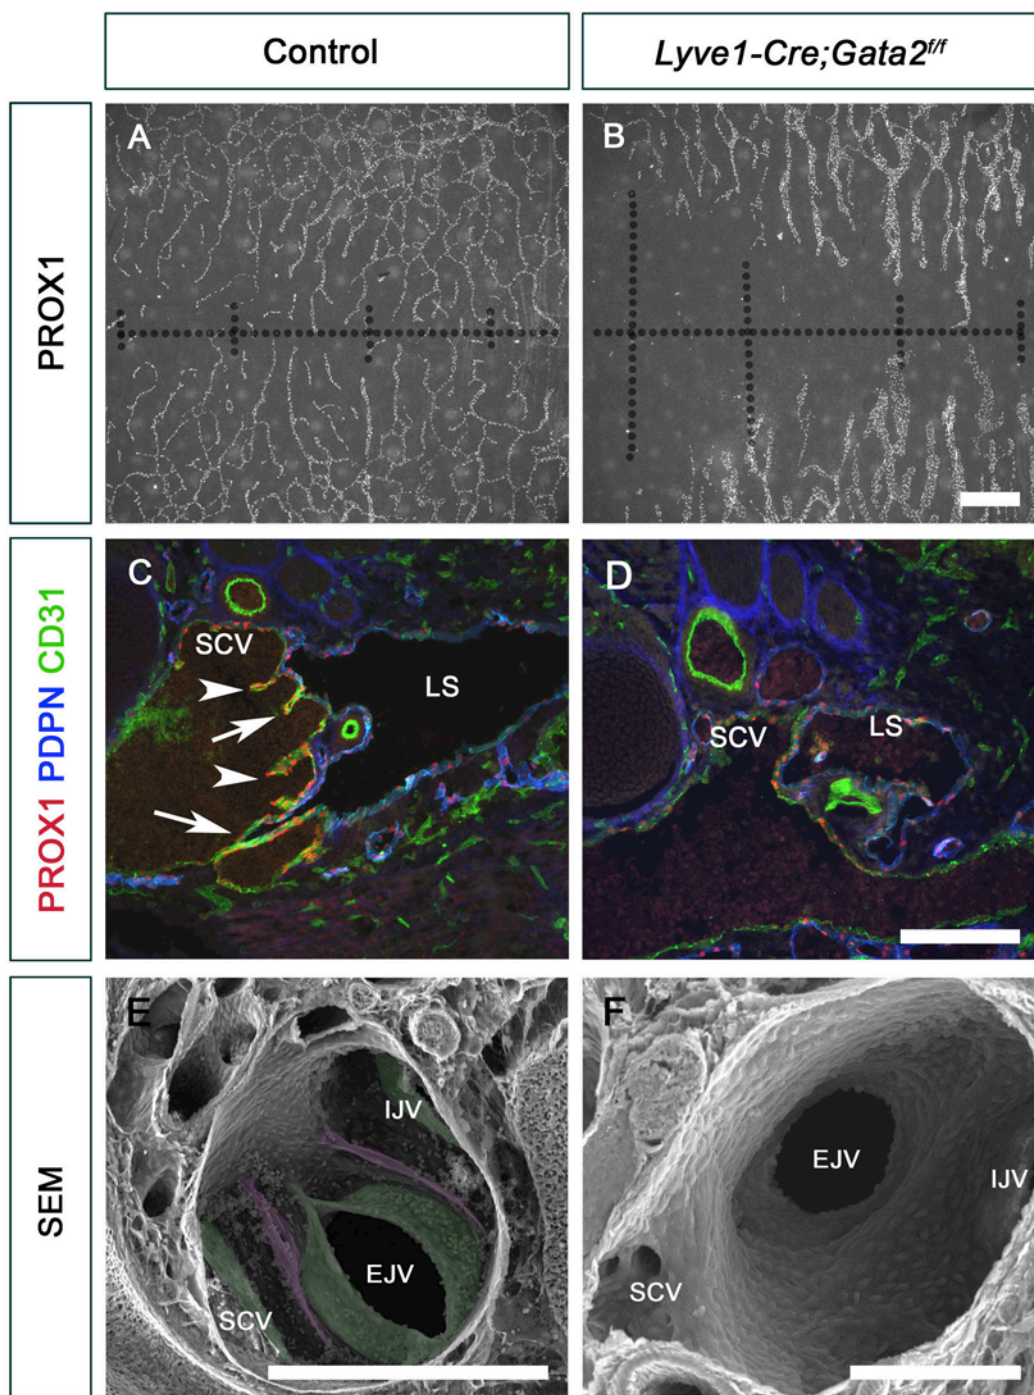 Control
Lyve1-Cre;Gata2f/f
PROX1
A
B
PROX1 PDPN CD31
C
SCV
LS
D
SCV
LS
SEM
E
IJV
EJV
SCV
F
EJV
IJV
SCV